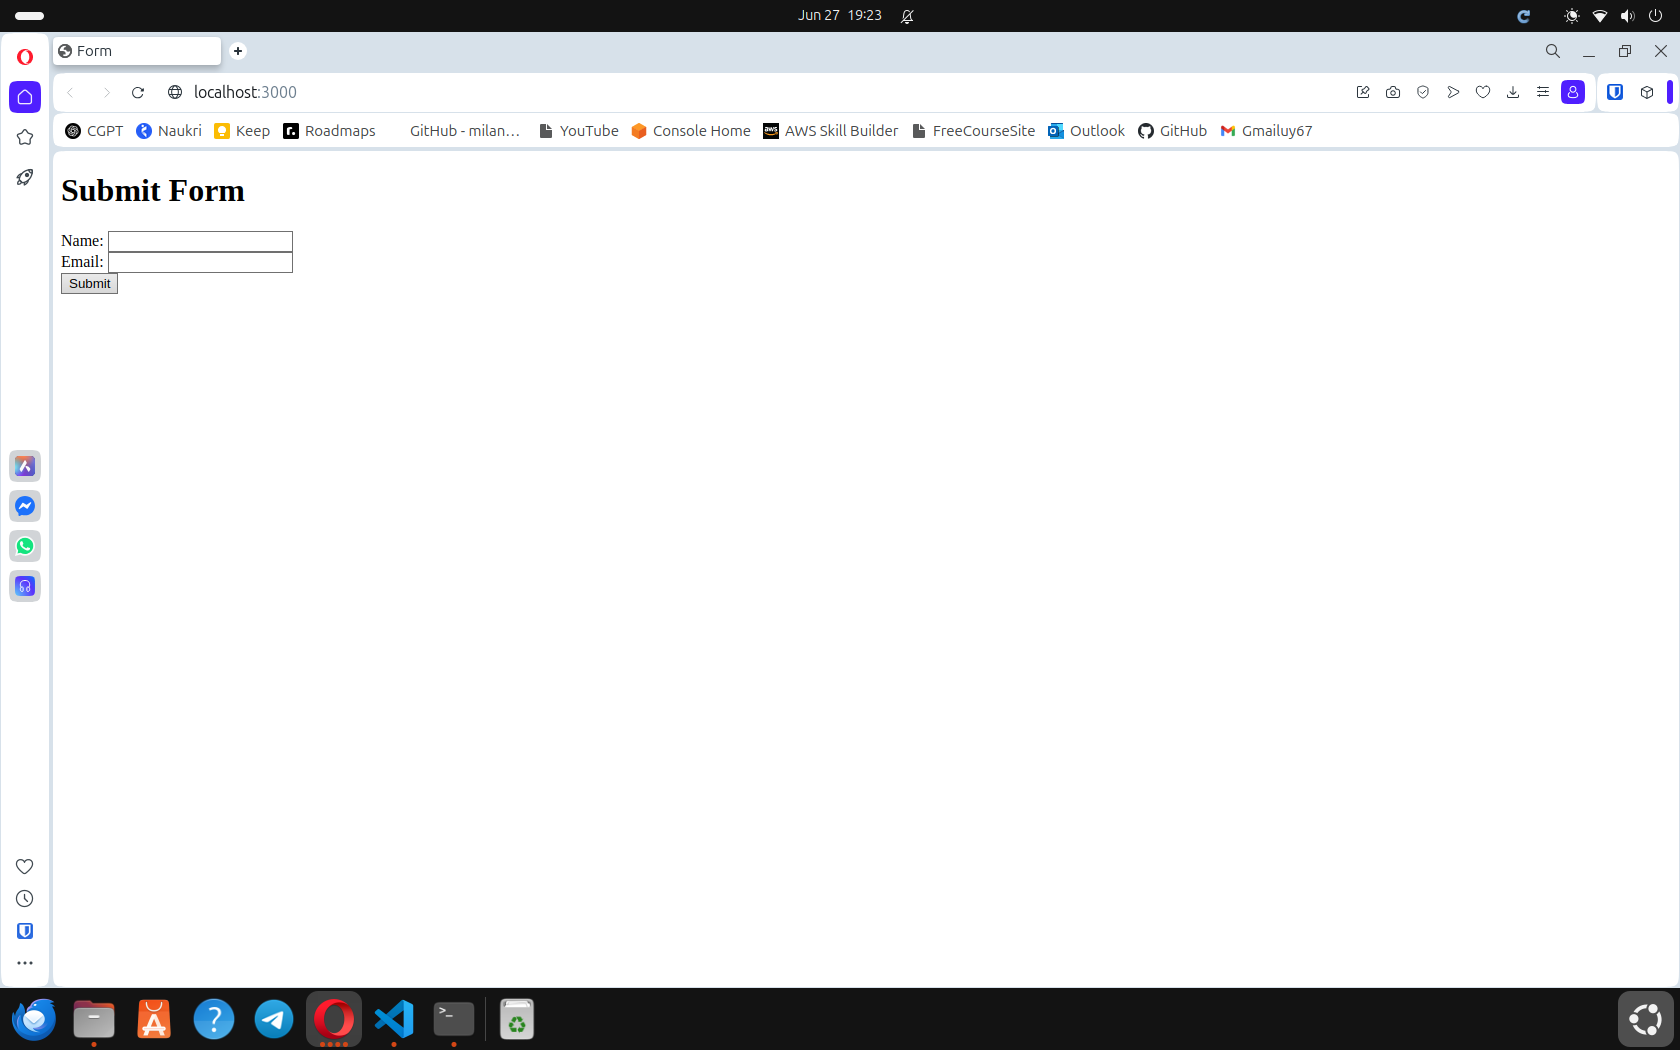 Jun 27 19:23
Form
localhost:3000
CGPT Naukri Keep Roadmaps GitHub - milan... YouTube Console Home aws AWS Skill Builder FreeCourseSite Outlook GitHub Gmailuy67
Submit Form
Name:
Email:
Submit